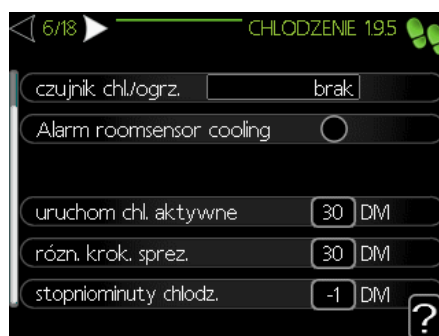 6/18 CHLODZENIE 1.9.5
czujnik chl./ogrz. brak
Alarm roomsensor cooling
uruchom chl. aktywne 30 DM
rózn. krok. sprez. 30 DM
stopniominuty chlodz. -1 DM
?